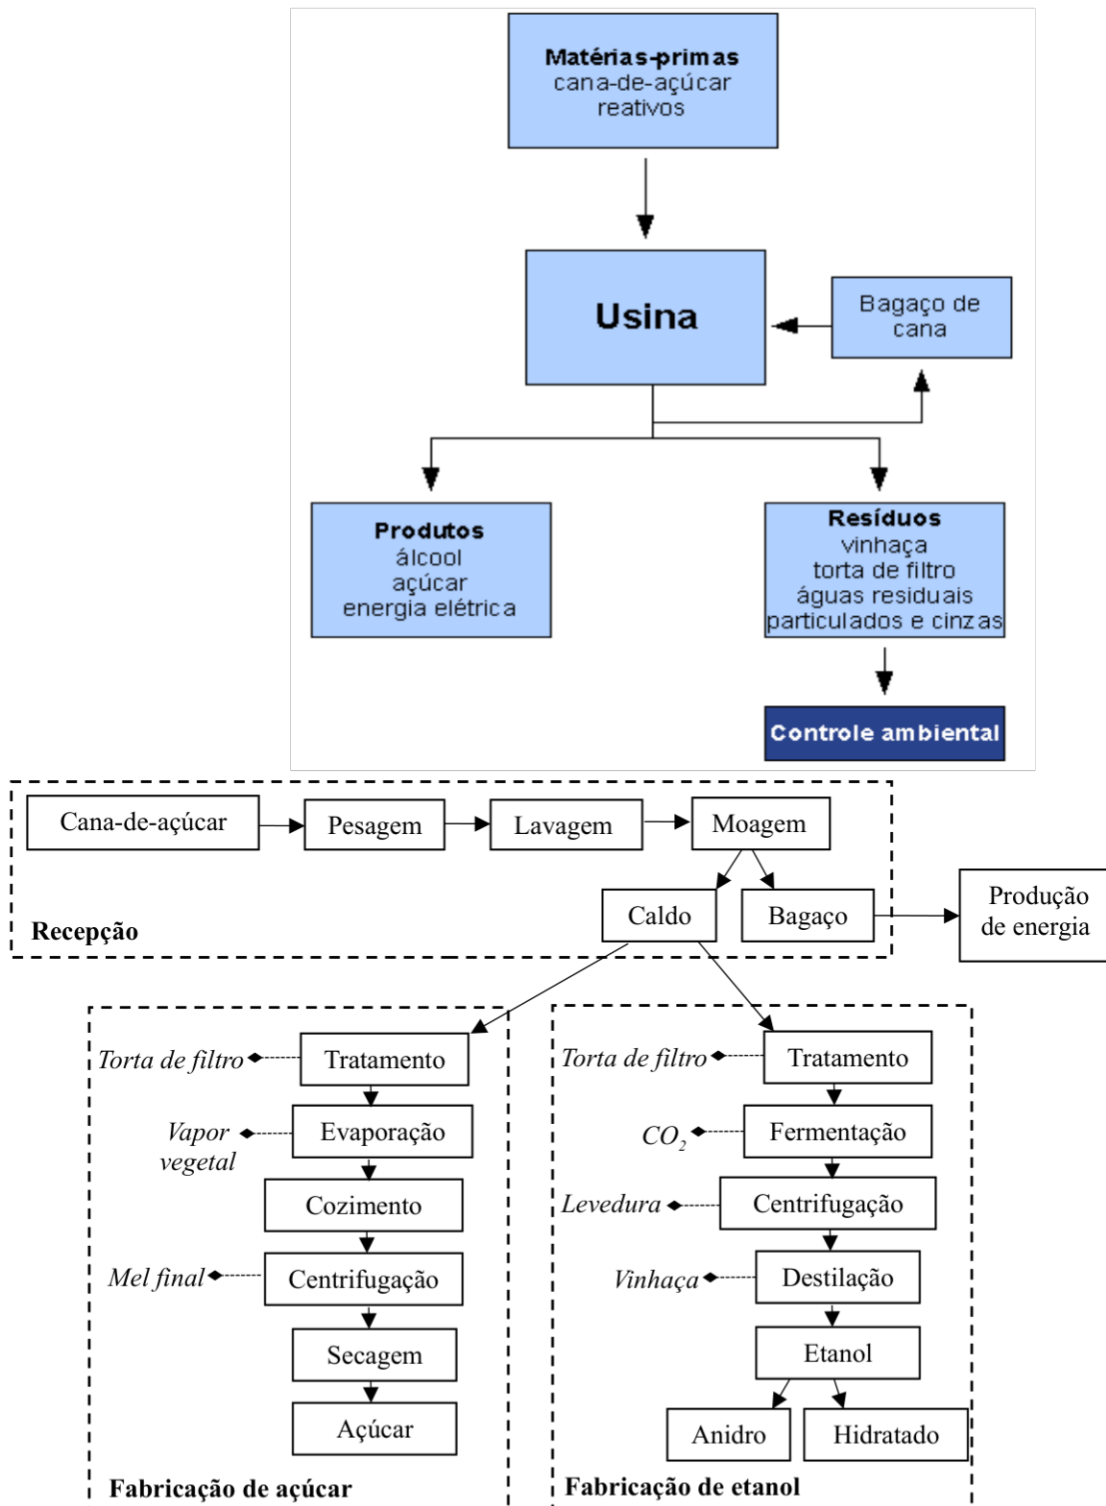 Matérias-primas
cana-de-açúcar
reativos
Usina
Bagaço de
cana
Produtos
álcool
açúcar
energia elétrica
Resíduos
vinhaça
torta de filtro
águas residuais
particulados e cinzas
Controle ambiental
Cana-de-açúcar
Pesagem
Lavagem
Moagem
Caldo
Bagaço
Produção
de energia
Recepção
Torta de filtro
Tratamento
Vapor
vegetal
Evaporação
Cozimento
Mel final
Centrifugação
Secagem
Açúcar
Fabricação de açúcar
Torta de filtro
Tratamento
CO2
Fermentação
Levedura
Centrifugação
Vinhaça
Destilação
Etanol
Anidro
Hidratado
Fabricação de etanol